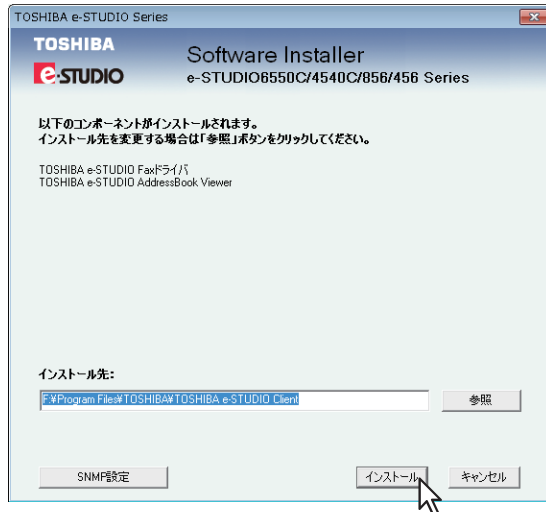 TOSHIBA e-STUDIO Series
TOSHIBA
e-STUDIO
Software Installer
e-STUDIO6550C/4540C/856/456 Series
以下のコンポーネントがインストールされます。
インストール先を変更する場合は「参照」ボタンをクリックしてください。
TOSHIBA e-STUDIO Faxドライバ
TOSHIBA e-STUDIO AddressBook Viewer
インストール先:
F:¥Program Files¥TOSHIBA¥TOSHIBA e-STUDIO Client
参照
SNMP設定
インストール
キャンセル